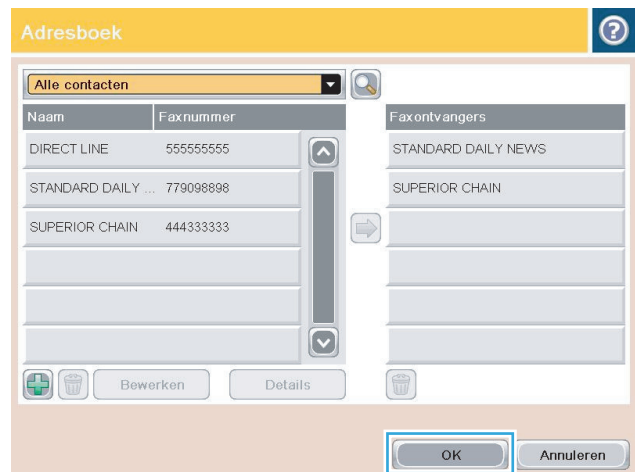 Adresboek
?
Alle contacten
Naam Faxnummer Faxontvangers
DIRECT LINE 555555555 STANDARD DAILY NEWS
STANDARD DAILY ... 779098898 SUPERIOR CHAIN
SUPERIOR CHAIN 444333333
Bewerken Details
OK Annuleren